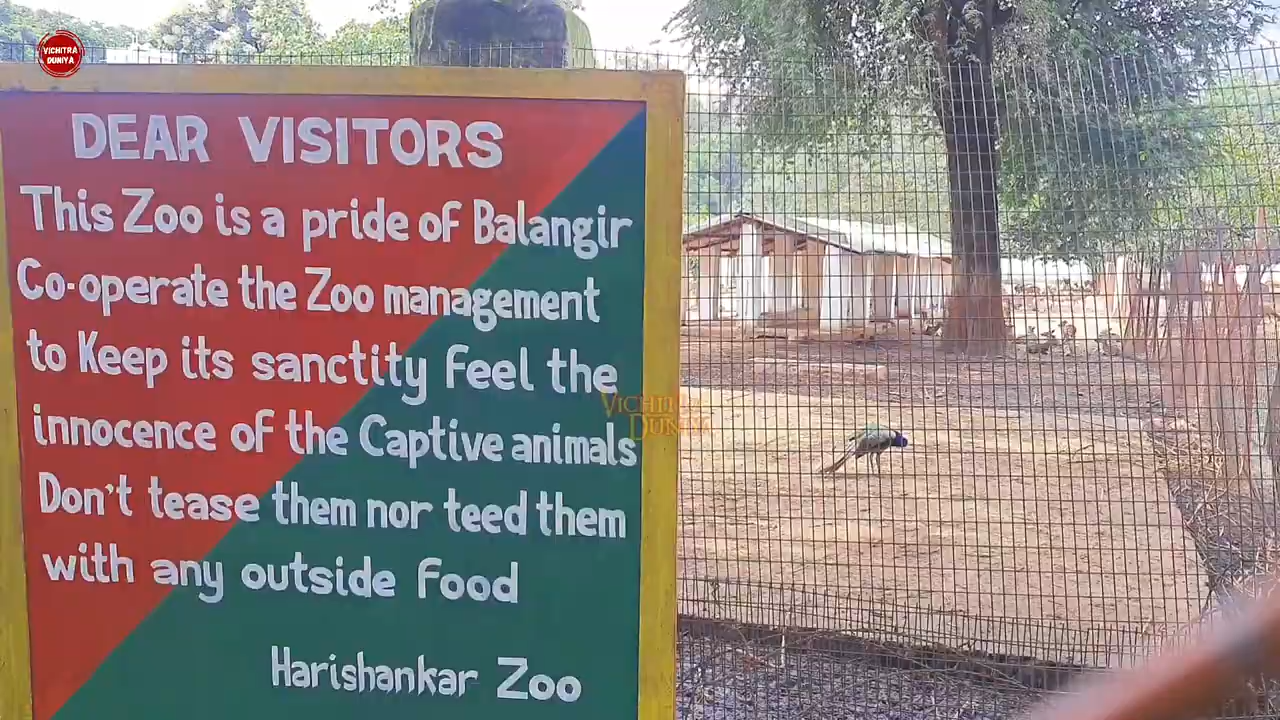 VICHITRA
DUNIYA
DEAR VISITORS
This Zoo is a pride of Balangir
Co-operate the Zoo management
to Keep its sanctity Feel the
innocence of the Captive animals
Don't tease them nor teed them
with any outside Food
Harishankar Zoo
VICHITRA
DUNIYA